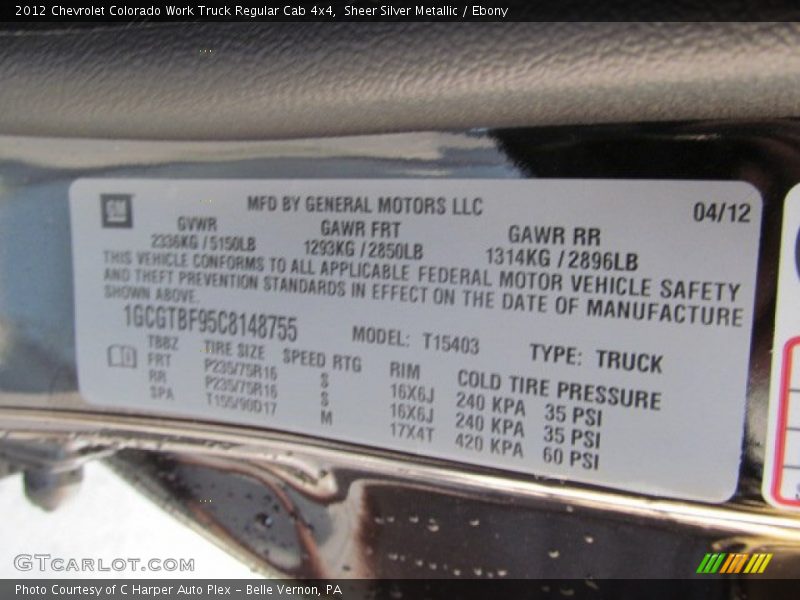 2012 Chevrolet Colorado Work Truck Regular Cab 4x4, Sheer Silver Metallic / Ebony
GM MFD BY GENERAL MOTORS LLC 04/12
GVWR GAWR FRT GAWR RR
2336KG / 5150LB 1293KG / 2850LB 1314KG / 2896LB
THIS VEHICLE CONFORMS TO ALL APPLICABLE FEDERAL MOTOR VEHICLE SAFETY
AND THEFT PREVENTION STANDARDS IN EFFECT ON THE DATE OF MANUFACTURE
SHOWN ABOVE.
1GCGTBF95C8148755 MODEL: T15403 TYPE: TRUCK
TBBZ TIRE SIZE SPEED RTG RIM COLD TIRE PRESSURE
FRT P235/75R16 S 16X6J 240 KPA 35 PSI
RR P235/75R16 S 16X6J 240 KPA 35 PSI
SPA T155/90D17 M 17X4T 420 KPA 60 PSI
GTCARLOT.COM
Photo Courtesy of C Harper Auto Plex - Belle Vernon, PA